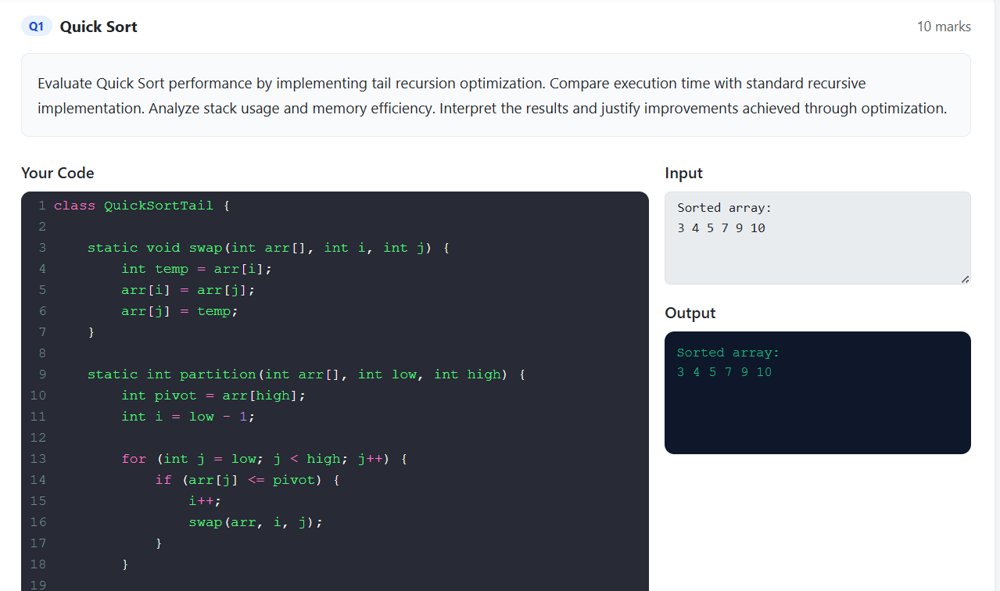 Q1 Quick Sort 10 marks
Evaluate Quick Sort performance by implementing tail recursion optimization. Compare execution time with standard recursive
implementation. Analyze stack usage and memory efficiency. Interpret the results and justify improvements achieved through optimization.
Your Code
1 class QuickSortTail {
2
3     static void swap(int arr[], int i, int j) {
4         int temp = arr[i];
5         arr[i] = arr[j];
6         arr[j] = temp;
7     }
8
9     static int partition(int arr[], int low, int high) {
10         int pivot = arr[high];
11         int i = low - 1;
12
13         for (int j = low; j < high; j++) {
14             if (arr[j] <= pivot) {
15                 i++;
16                 swap(arr, i, j);
17             }
18         }
19
Input
Sorted array:
3 4 5 7 9 10
Output
Sorted array:
3 4 5 7 9 10